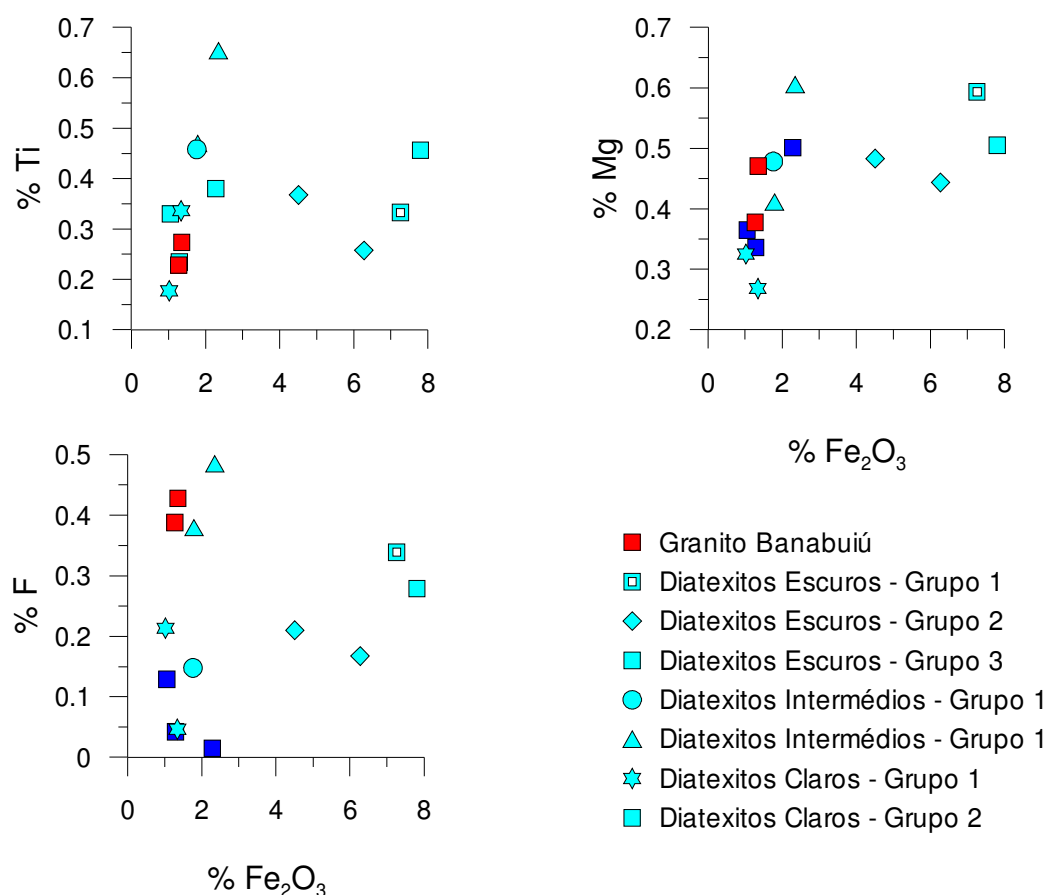 0.7
0.6
0.5
0.4
0.3
0.2
0.1
% Ti
0 2 4 6 8
0.7
0.6
0.5
0.4
0.3
0.2
% Mg
0 2 4 6 8
% Fe₂O₃
0.5
0.4
0.3
0.2
0.1
0
% F
0 2 4 6 8
% Fe₂O₃
Granito Banabuiú
Diatexitos Escuros - Grupo 1
Diatexitos Escuros - Grupo 2
Diatexitos Escuros - Grupo 3
Diatexitos Intermédios - Grupo 1
Diatexitos Intermédios - Grupo 1
Diatexitos Claros - Grupo 1
Diatexitos Claros - Grupo 2